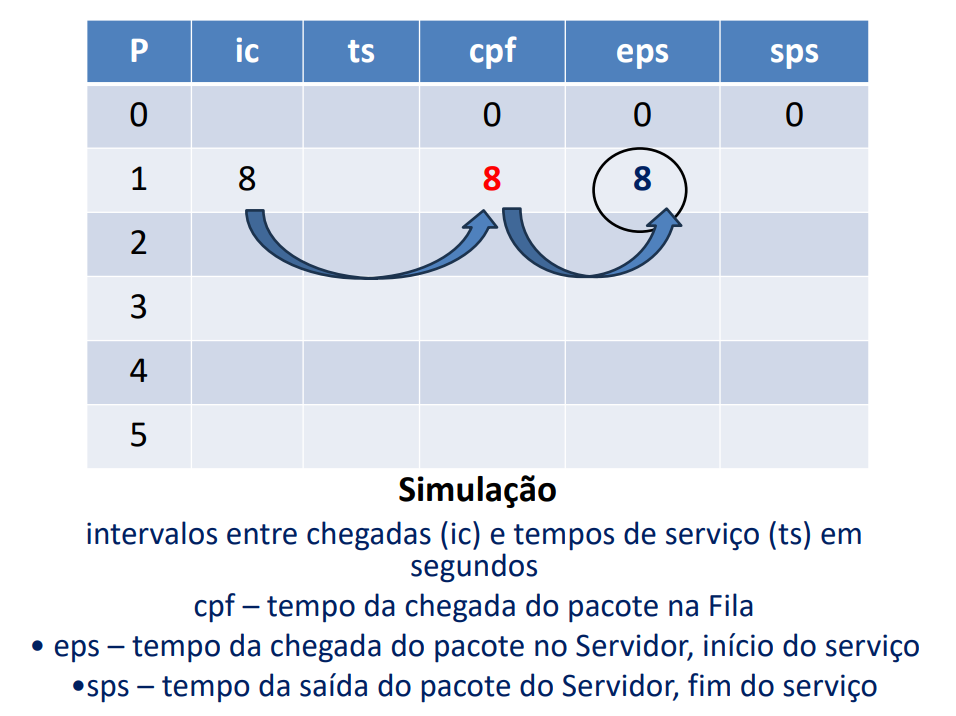 P ic ts cpf eps sps
0 0 0 0
1 8 8 8
2
3
4
5
Simulação
intervalos entre chegadas (ic) e tempos de serviço (ts) em
segundos
cpf – tempo da chegada do pacote na Fila
• eps – tempo da chegada do pacote no Servidor, início do serviço
•sps – tempo da saída do pacote do Servidor, fim do serviço